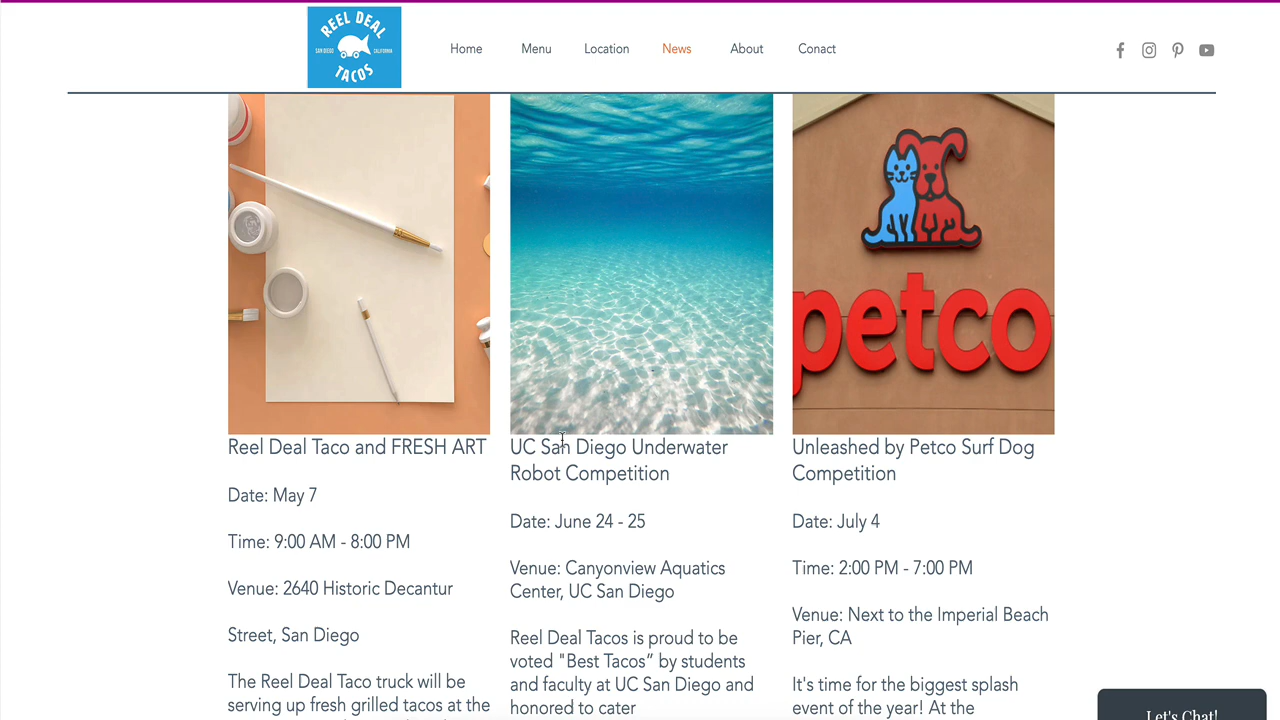 REEL DEAL
SAN DIEGO
CALIFORNIA
TACOS
Home
Menu
Location
News
About
Conact
petco
Reel Deal Taco and FRESH ART
Date: May 7
Time: 9:00 AM - 8:00 PM
Venue: 2640 Historic Decantur
Street, San Diego
The Reel Deal Taco truck will be
serving up fresh grilled tacos at the
UC San Diego Underwater
Robot Competition
Date: June 24 - 25
Venue: Canyonview Aquatics
Center, UC San Diego
Reel Deal Tacos is proud to be
voted "Best Tacos” by students
and faculty at UC San Diego and
honored to cater
Unleashed by Petco Surf Dog
Competition
Date: July 4
Time: 2:00 PM - 7:00 PM
Venue: Next to the Imperial Beach
Pier, CA
It's time for the biggest splash
event of the year! At the
Let's Chat!